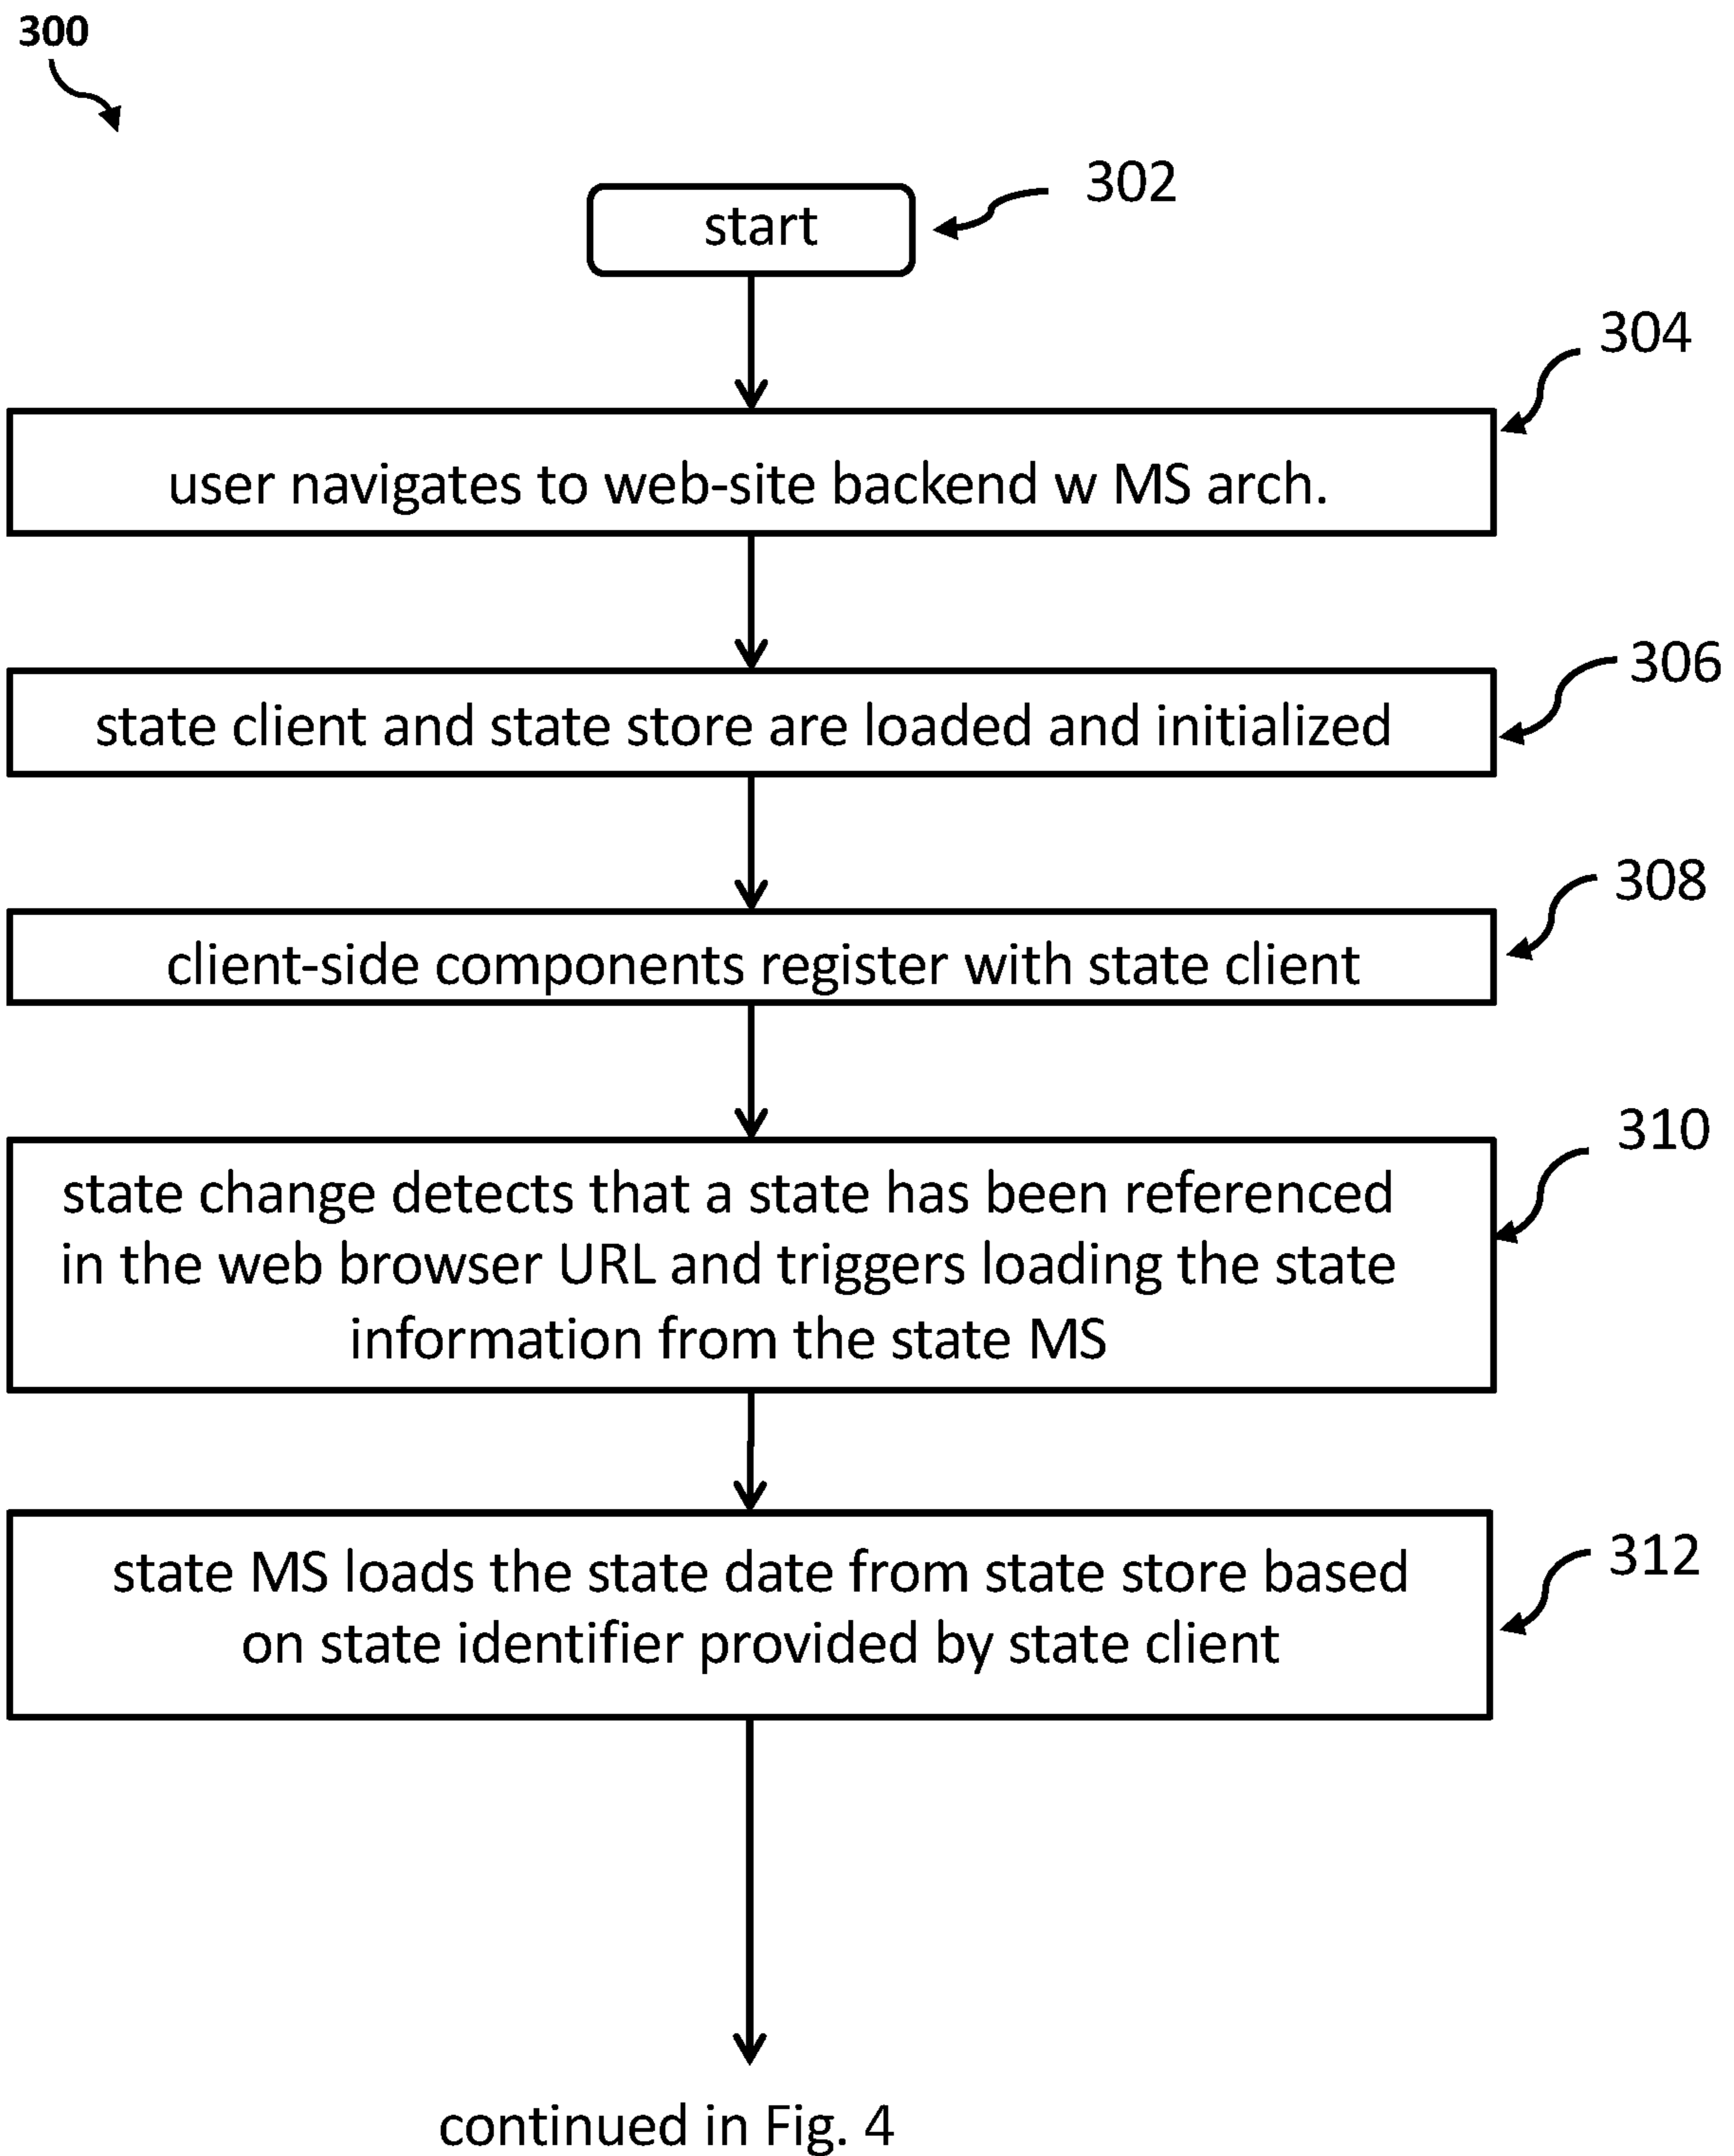 300
302
start
304
user navigates to web-site backend w MS arch.
306
state client and state store are loaded and initialized
308
client-side components register with state client
310
state change detects that a state has been referenced
in the web browser URL and triggers loading the state
information from the state MS
312
state MS loads the state date from state store based
on state identifier provided by state client
continued in Fig. 4